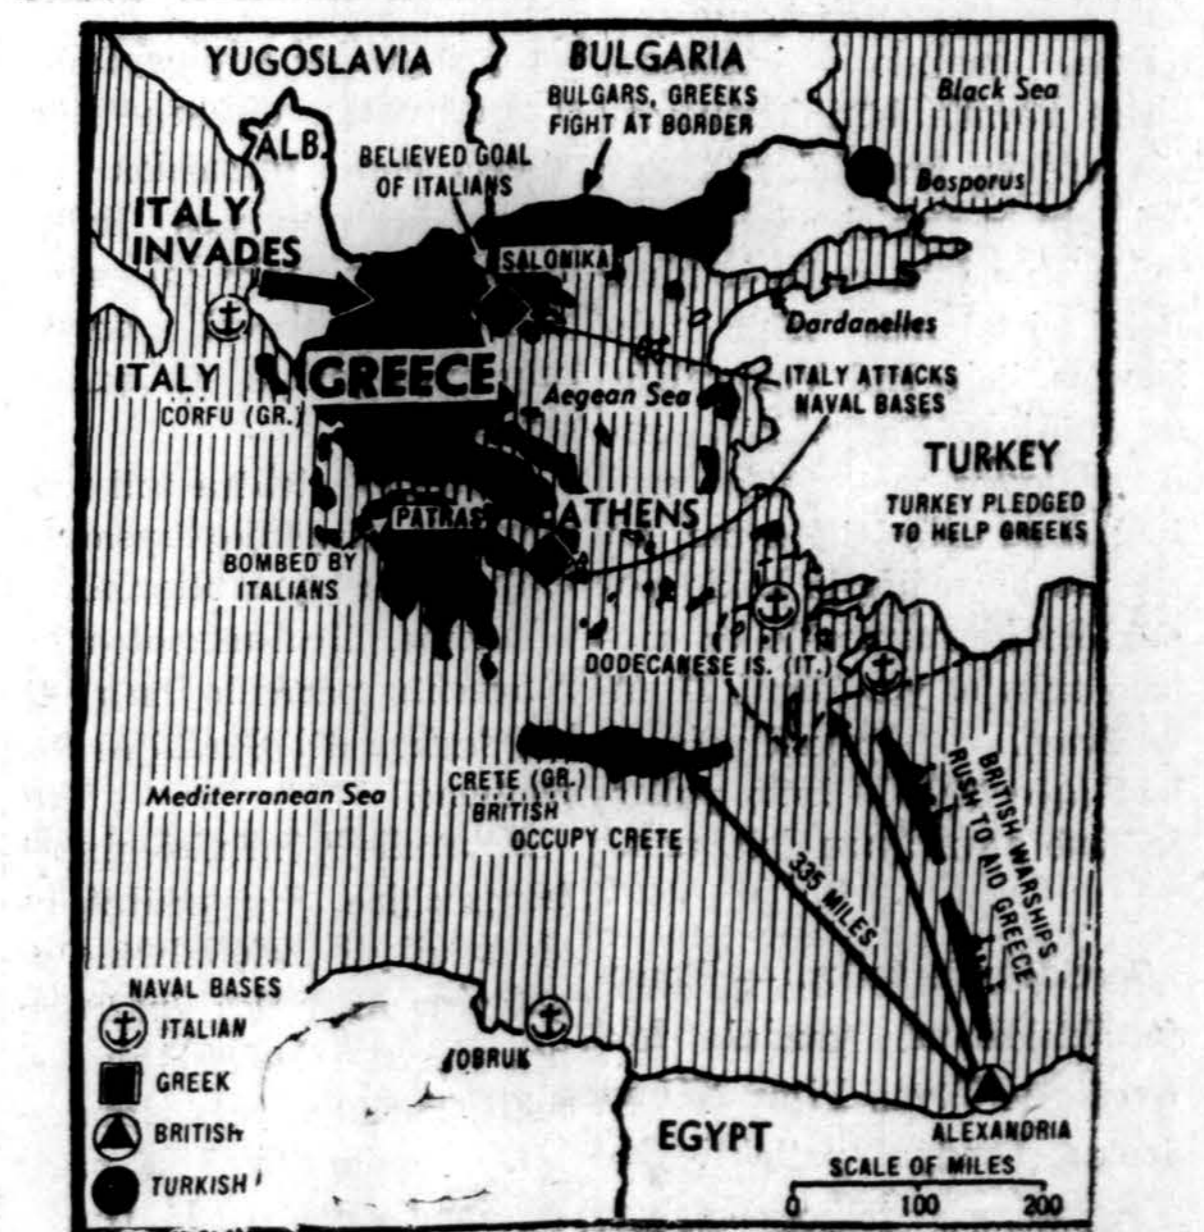 YUGOSLAVIA
BULGARIA
BULGARS, GREEKS
FIGHT AT BORDER
Black Sea
ALB.
BELIEVED GOAL
OF ITALIANS
Bosporus
ITALY
INVADES
SALONIKA
Dardanelles
ITALY
GREECE
CORFU (GR.)
Aegean Sea
ITALY ATTACKS
NAVAL BASES
TURKEY
TURKEY PLEDGED
TO HELP GREEKS
PATRAS
ATHENS
BOMBED BY
ITALIANS
DODECANESE IS. (IT.)
Mediterranean Sea
CRETE (GR.)
BRITISH
OCCUPY CRETE
335 MILES
BRITISH WARSHIPS
RUSH TO AID GREECE
NAVAL BASES
ITALIAN
GREEK
BRITISH
TURKISH
TOBRUK
EGYPT
ALEXANDRIA
SCALE OF MILES
0 100 200